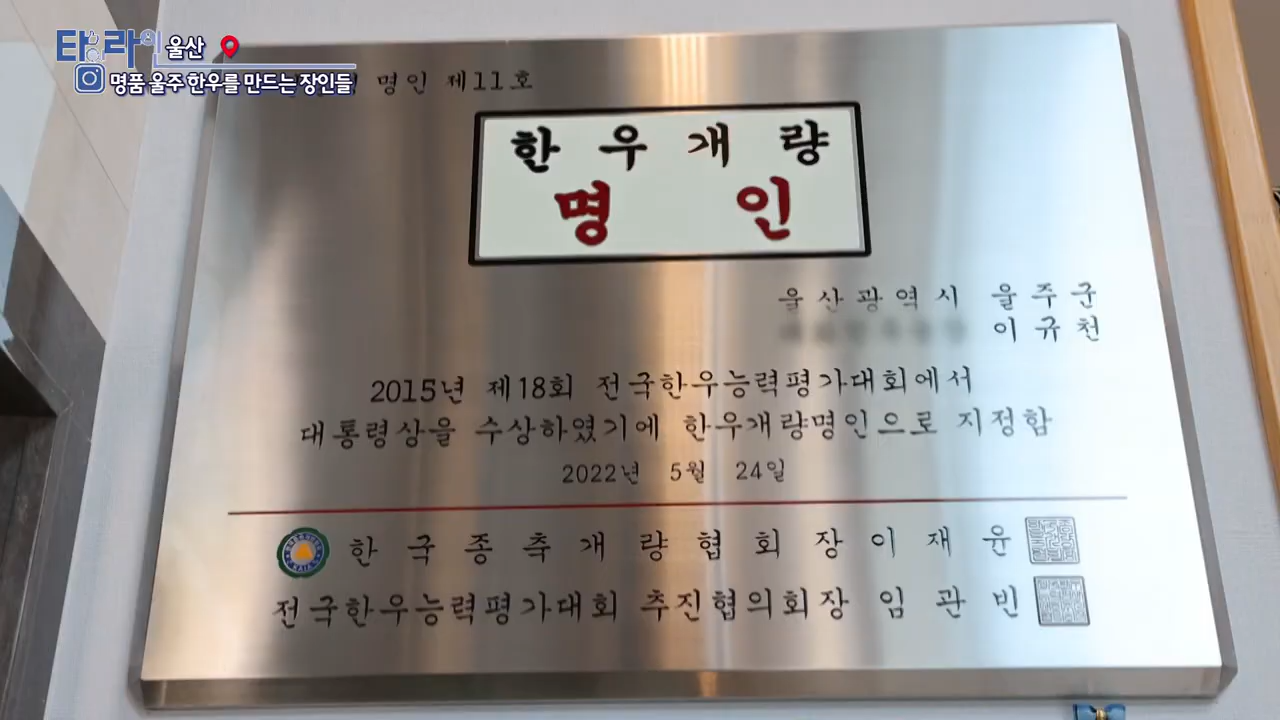 타임라인 울산
명품 울주 한우를 만드는 장인들
명인 제11호
한우개량
명인
울산광역시 울주군
이규천
2015년 제18회 전국한우능력평가대회에서
대통령상을 수상하였기에 한우개량명인으로 지정함
2022년 5월 24일
한국종축개량협회장이재윤
전국한우능력평가대회 추진협의회장 임관빈